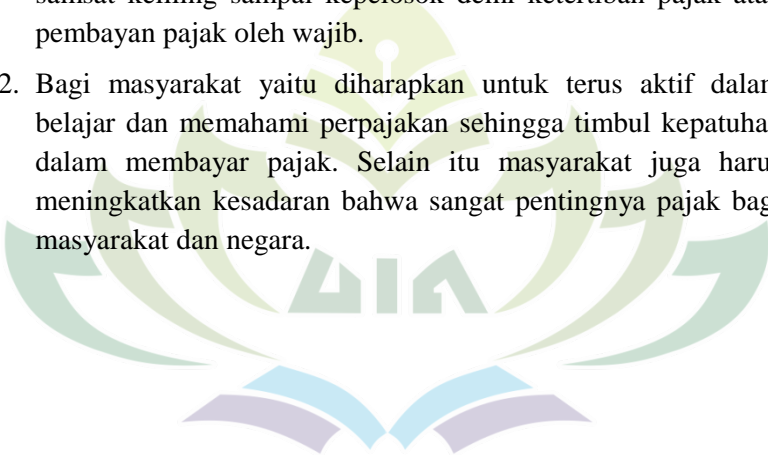 samsat keliling sampai kepelosok demi ketertiban pajak atau
pembayan pajak oleh wajib.
2. Bagi masyarakat yaitu diharapkan untuk terus aktif dalam
belajar dan memahami perpajakan sehingga timbul kepatuha
dalam membayar pajak. Selain itu masyarakat juga haru
meningkatkan kesadaran bahwa sangat pentingnya pajak bag
masyarakat dan negara.
UIN